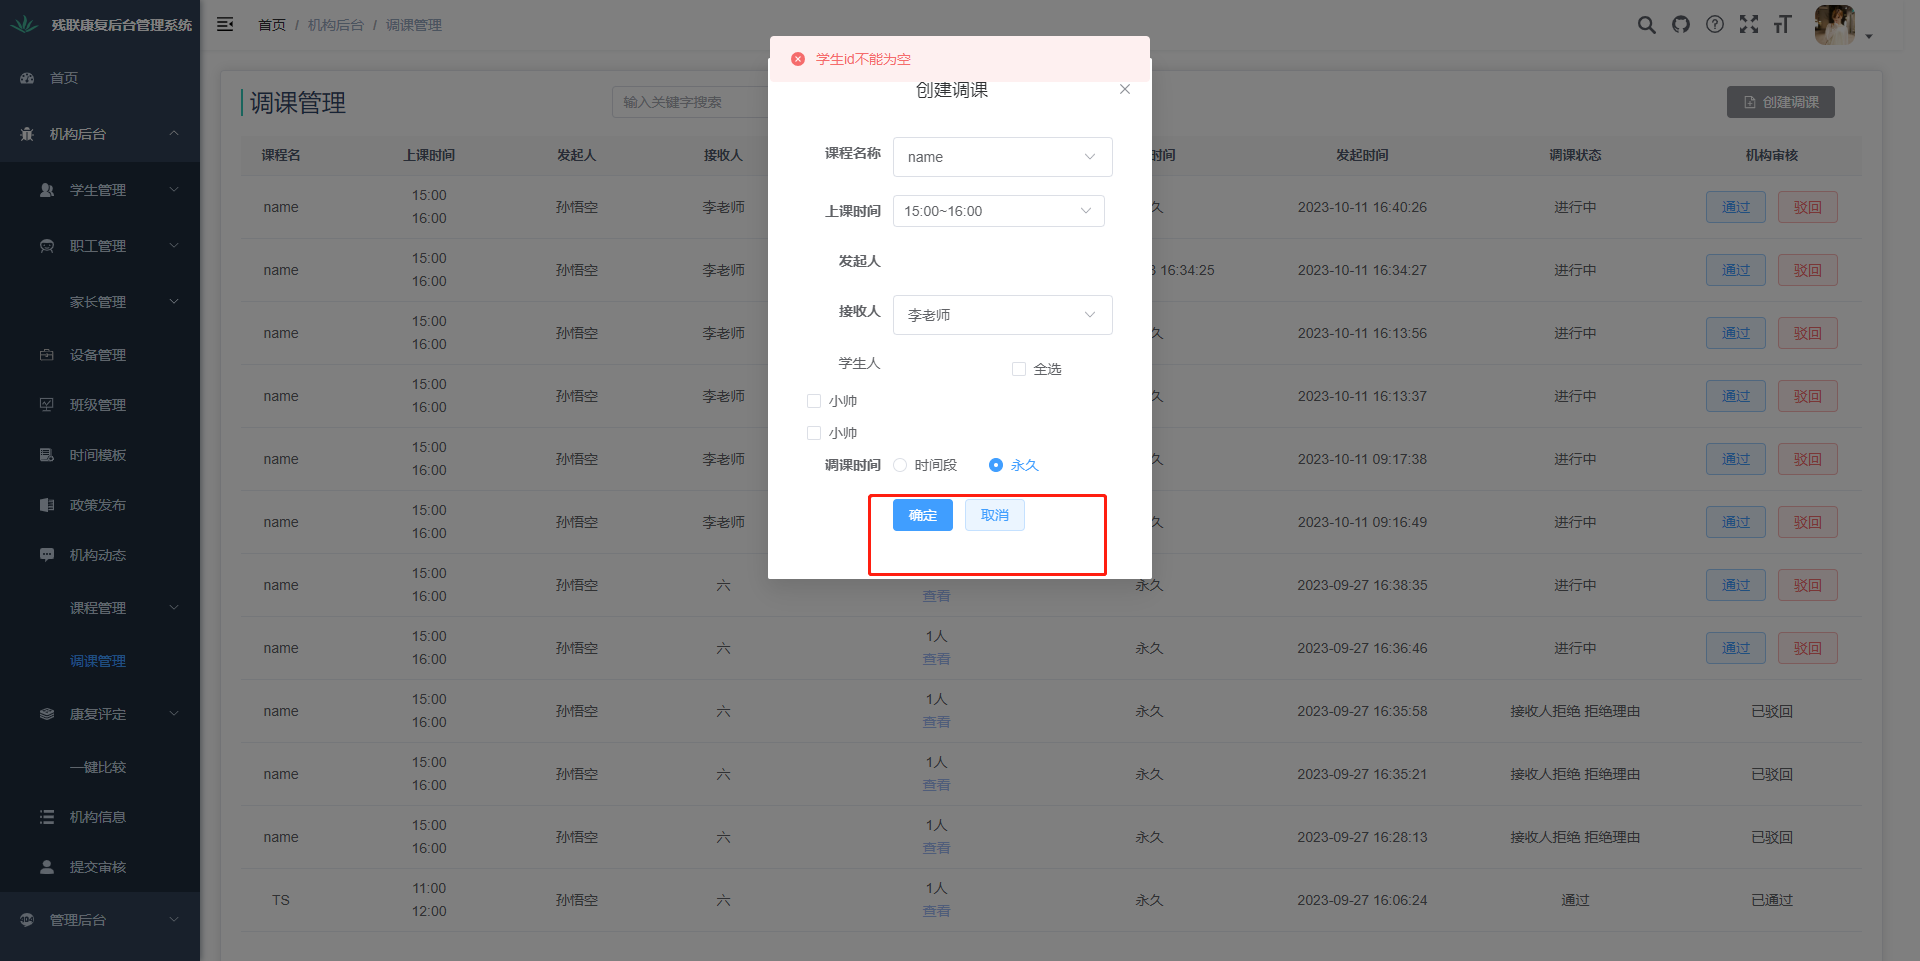 残联康复后台管理系统
首页 / 机构后台 / 调课管理
首页
机构后台
学生管理
职工管理
家长管理
设备管理
班级管理
时间模板
政策发布
机构动态
课程管理
调课管理
康复评定
一键比较
机构信息
提交审核
管理后台
调课管理
输入关键字搜索
创建调课
学生id不能为空
创建调课
课程名称 name
上课时间 15:00~16:00
发起人
接收人 李老师
学生人 全选
小帅
小帅
调课时间 时间段 永久
确定 取消
课程名 上课时间 发起人 接收人 时间 发起时间 调课状态 机构审核
name 15:00 16:00 孙悟空 李老师 久 2023-10-11 16:40:26 进行中 通过 驳回
name 15:00 16:00 孙悟空 李老师 16:34:25 2023-10-11 16:34:27 进行中 通过 驳回
name 15:00 16:00 孙悟空 李老师 久 2023-10-11 16:13:56 进行中 通过 驳回
name 15:00 16:00 孙悟空 李老师 久 2023-10-11 16:13:37 进行中 通过 驳回
name 15:00 16:00 孙悟空 李老师 久 2023-10-11 09:17:38 进行中 通过 驳回
name 15:00 16:00 孙悟空 李老师 久 2023-10-11 09:16:49 进行中 通过 驳回
name 15:00 16:00 孙悟空 六 查看 永久 2023-09-27 16:38:35 进行中 通过 驳回
name 15:00 16:00 孙悟空 六 1人 查看 永久 2023-09-27 16:36:46 进行中 通过 驳回
name 15:00 16:00 孙悟空 六 1人 查看 永久 2023-09-27 16:35:58 接收人拒绝 拒绝理由 已驳回
name 15:00 16:00 孙悟空 六 1人 查看 永久 2023-09-27 16:35:21 接收人拒绝 拒绝理由 已驳回
name 15:00 16:00 孙悟空 六 1人 查看 永久 2023-09-27 16:28:13 接收人拒绝 拒绝理由 已驳回
TS 11:00 12:00 孙悟空 六 1人 查看 永久 2023-09-27 16:06:24 通过 已通过